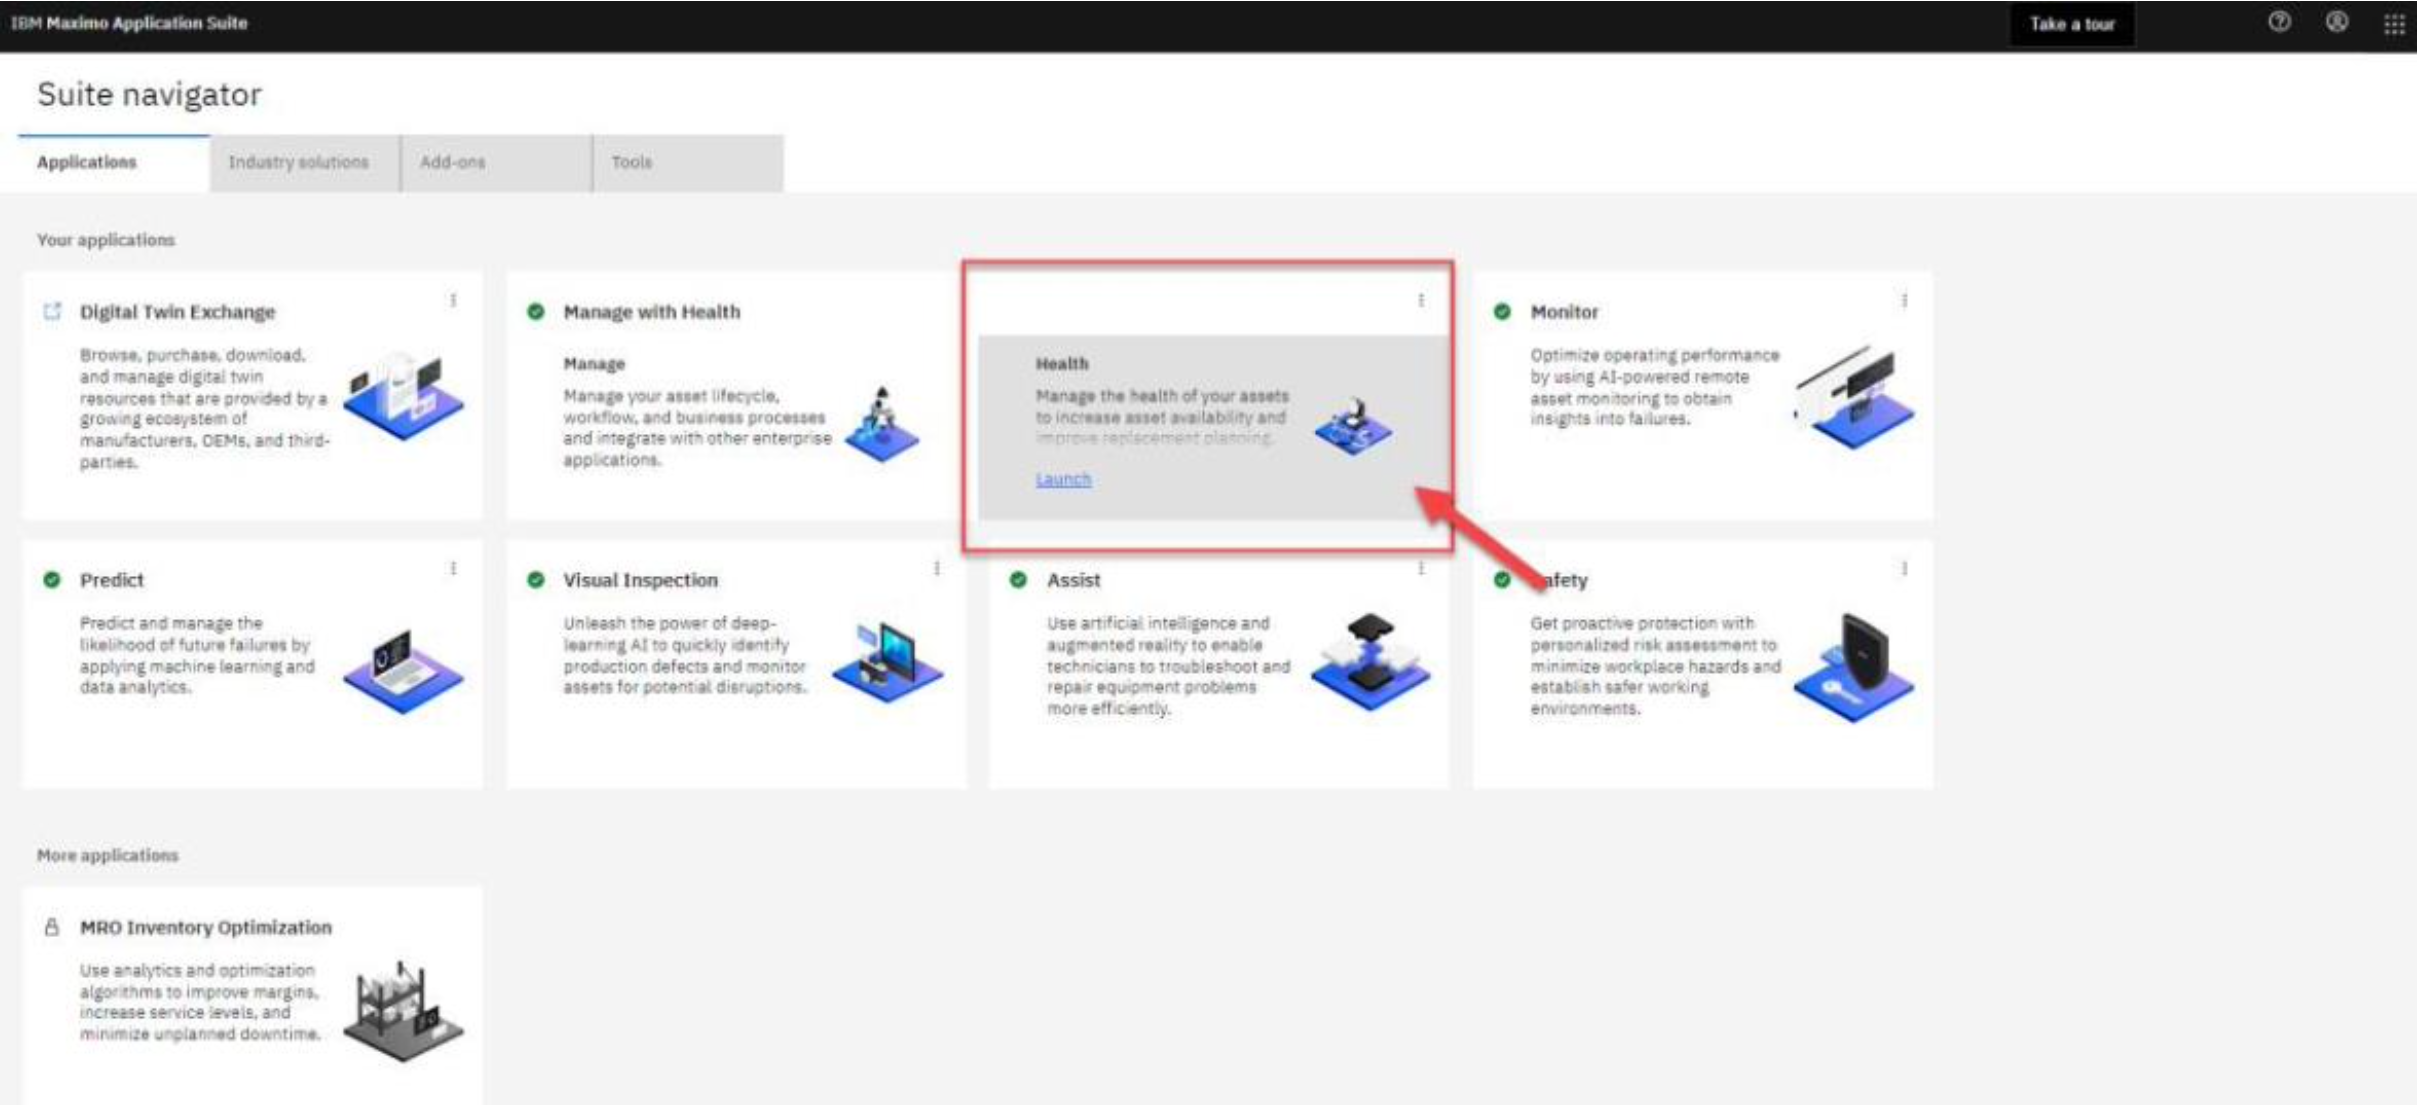 IBM Maximo Application Suite
Take a tour
Suite navigator
Applications
Industry solutions
Add-ons
Tools
Your applications
Digital Twin Exchange
Browse, purchase, download,
and manage digital twin
resources that are provided by a
growing ecosystem of
manufacturers, OEMs, and third-
parties.
Manage with Health
Manage
Manage your asset lifecycle,
workflow, and business processes
and integrate with other enterprise
applications.
Health
Manage the health of your assets
to increase asset availability and
improve replacement planning.
Launch
Monitor
Optimize operating performance
by using AI-powered remote
asset monitoring to obtain
insights into failures.
Predict
Predict and manage the
likelihood of future failures by
applying machine learning and
data analytics.
Visual Inspection
Unleash the power of deep-
learning AI to quickly identify
production defects and monitor
assets for potential disruptions.
Assist
Use artificial intelligence and
augmented reality to enable
technicians to troubleshoot and
repair equipment problems
more efficiently.
afety
Get proactive protection with
personalized risk assessment to
minimize workplace hazards and
establish safer working
environments.
More applications
MRO Inventory Optimization
Use analytics and optimization
algorithms to improve margins,
increase service levels, and
minimize unplanned downtime.